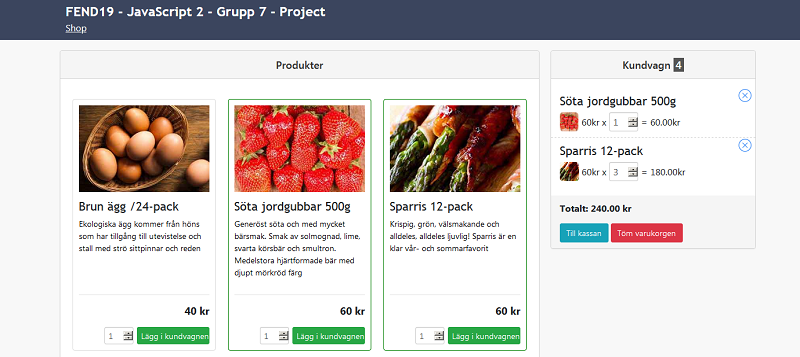 FEND19 - JavaScript 2 - Grupp 7 - Project
Shop
Produkter
Brun ägg /24-pack
Ekologiska ägg kommer från höns
som har tillgång till utevistelse och
stall med strö sittpinnar och reden
40 kr
1
Lägg i kundvagnen
Söta jordgubbar 500g
Generöst söta och med mycket
bärsmak. Smak av solmognad, lime,
svarta körsbär och smultron.
Medelstora hjärtformade bär med
djupt mörkröd färg
60 kr
1
Lägg i kundvagnen
Sparris 12-pack
Krispig, grön, välsmakande och
alldeles, alldeles ljuvlig! Sparris är en
klar vår- och sommarfavorit
60 kr
1
Lägg i kundvagnen
Kundvagn 4
Söta jordgubbar 500g
60kr x 1 = 60.00kr
Sparris 12-pack
60kr x 3 = 180.00kr
Totalt: 240.00 kr
Till kassan
Töm varukorgen